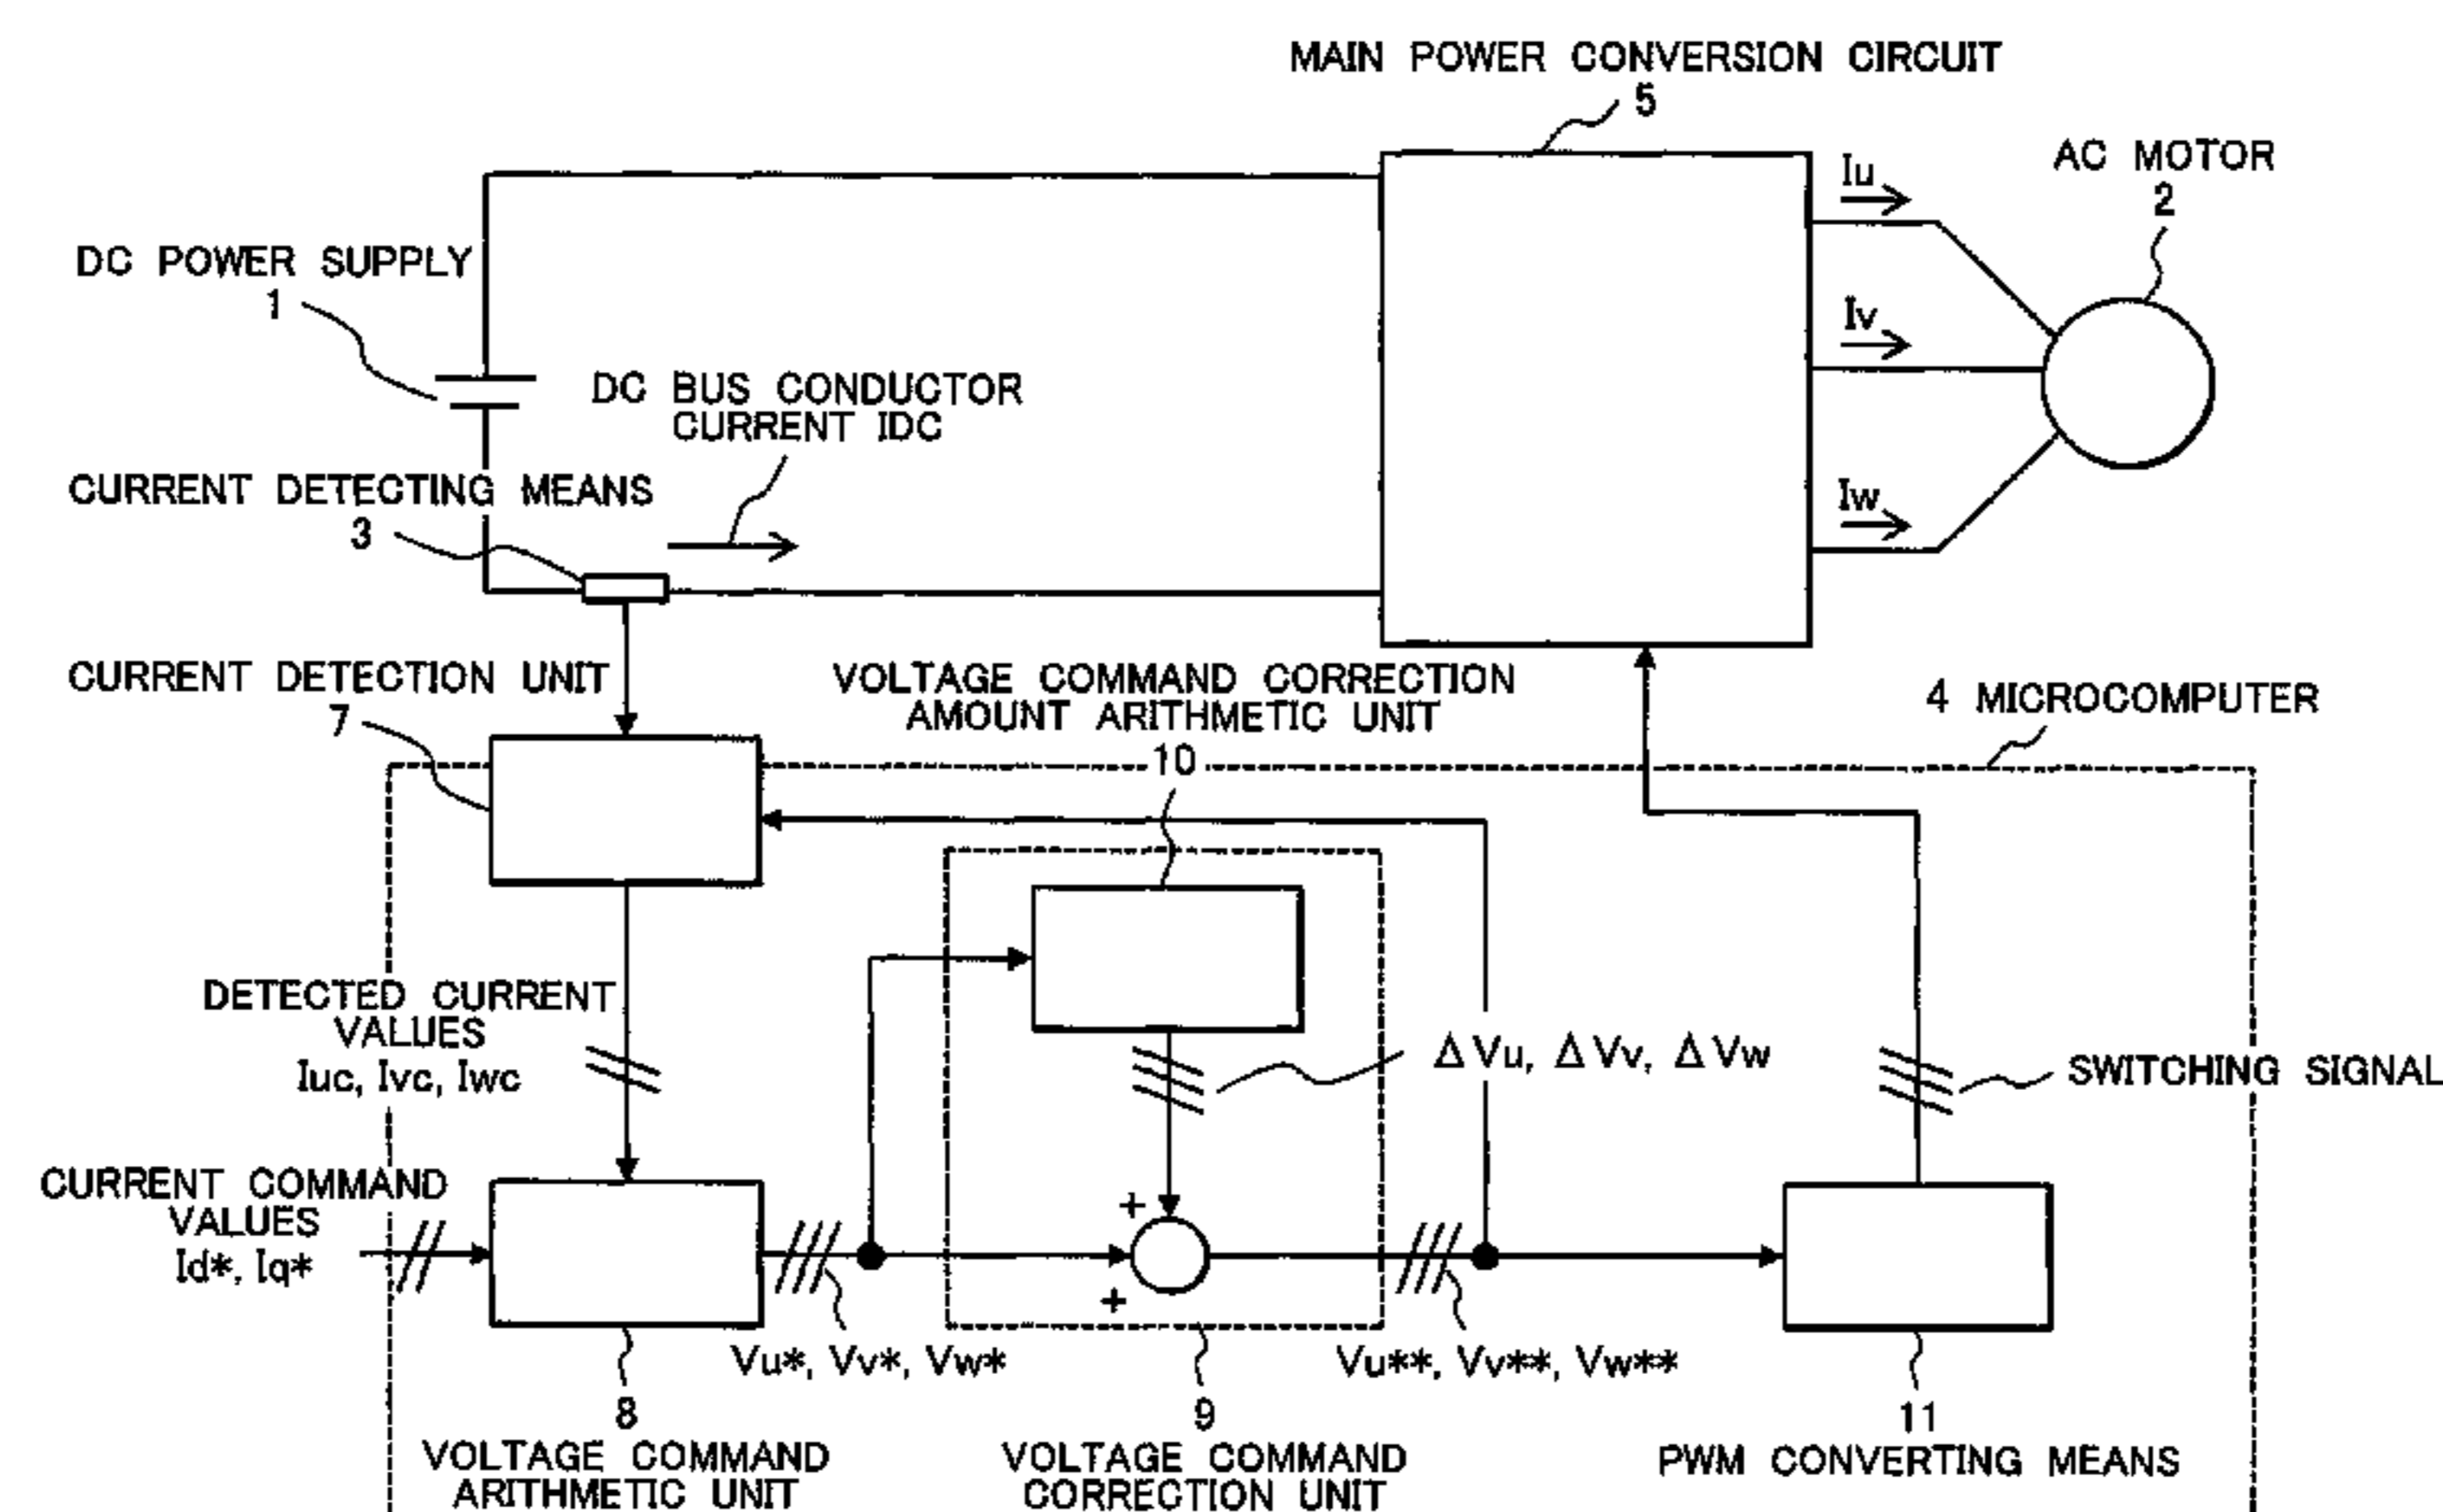 MAIN POWER CONVERSION CIRCUIT
5
AC MOTOR
2
Iu
DC POWER SUPPLY
1
Iv
DC BUS CONDUCTOR
CURRENT IDC
CURRENT DETECTING MEANS
3
Iw
CURRENT DETECTION UNIT
7
VOLTAGE COMMAND CORRECTION
AMOUNT ARITHMETIC UNIT
10
4 MICROCOMPUTER
DETECTED CURRENT
VALUES
Iuc, Ivc, Iwc
ΔVu, ΔVv, ΔVw
SWITCHING SIGNAL
CURRENT COMMAND
VALUES
Id*, Iq*
+
+
Vu*, Vv*, Vw*
Vu**, Vv**, Vw**
8
VOLTAGE COMMAND
ARITHMETIC UNIT
9
VOLTAGE COMMAND
CORRECTION UNIT
11
PWM CONVERTING MEANS